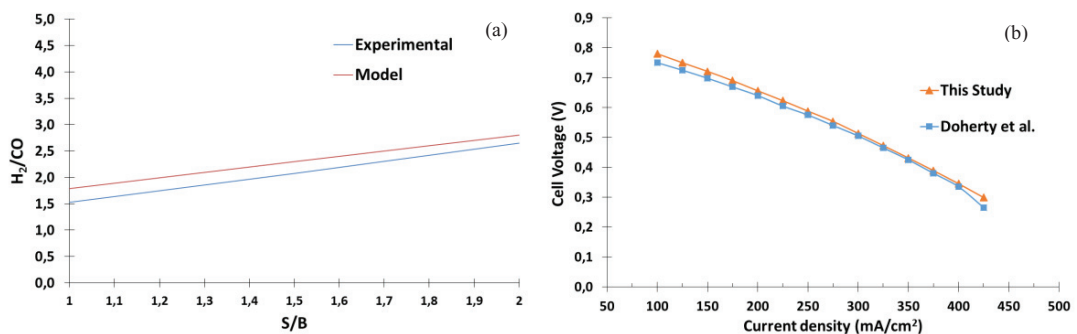 (a)
5,0
4,5
4,0
3,5
3,0
2,5
2,0
1,5
1,0
0,5
0,0
H₂/CO
Experimental
Model
1 1,1 1,2 1,3 1,4 1,5 1,6 1,7 1,8 1,9 2
S/B
(b)
0,9
0,8
0,7
0,6
0,5
0,4
0,3
0,2
0,1
0,0
Cell Voltage (V)
This Study
Doherty et al.
50 100 150 200 250 300 350 400 450 500
Current density (mA/cm²)